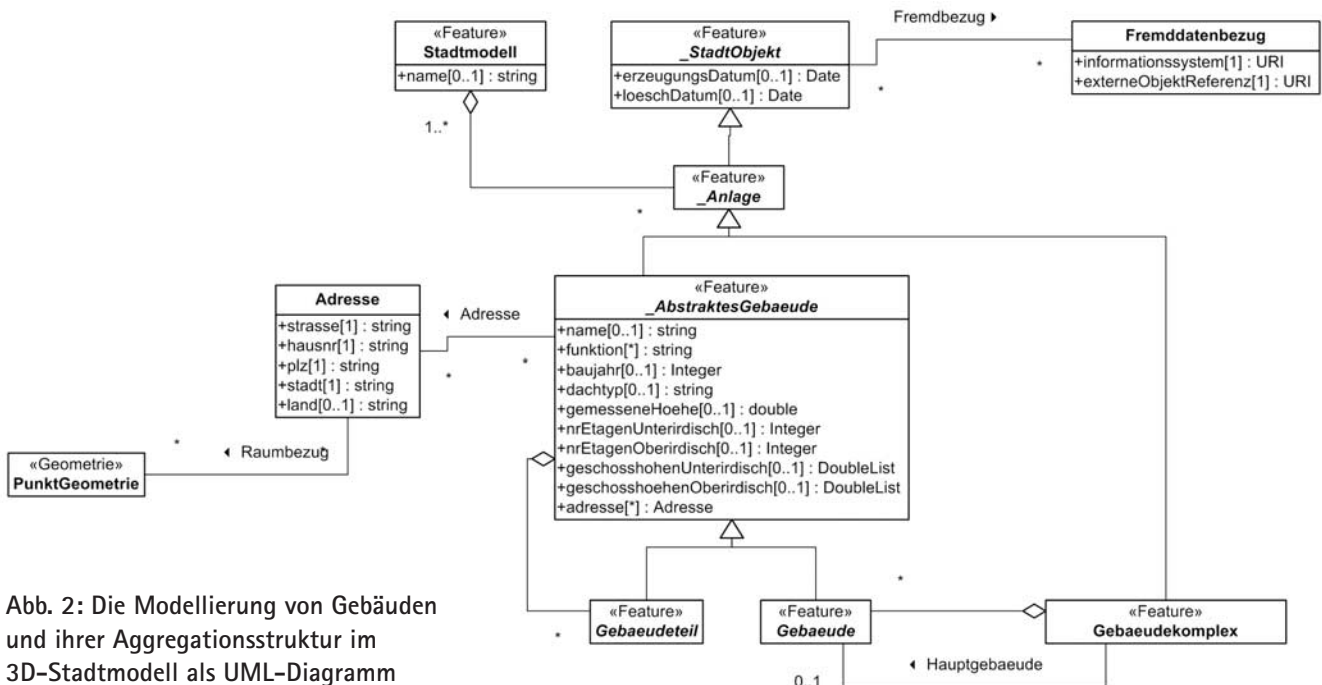 «Feature»
Stadtmodell
+name[0..1] : string
1..*
«Feature»
_StadtObjekt
+erzeugungsDatum[0..1] : Date
+loeschDatum[0..1] : Date
Fremdbezug
*
*
Fremddatenbezug
+informationssystem[1] : URI
+externeObjektReferenz[1] : URI
«Feature»
_Anlage
*
Adresse
+strasse[1] : string
+hausnr[1] : string
+plz[1] : string
+stadt[1] : string
+land[0..1] : string
Adresse
*
*
«Feature»
_AbstraktesGebaeude
+name[0..1] : string
+funktion[*] : string
+baujahr[0..1] : Integer
+dachtyp[0..1] : string
+gemesseneHoehe[0..1] : double
+nrEtagenUnterirdisch[0..1] : Integer
+nrEtagenOberirdisch[0..1] : Integer
+geschosshohenUnterirdisch[0..1] : DoubleList
+geschosshoehenOberirdisch[0..1] : DoubleList
+adresse[*] : Adresse
*
Raumbezug
*
«Geometrie»
PunktGeometrie
«Feature»
Gebaeudeteil
*
«Feature»
Gebaeude
*
«Feature»
Gebaeudekomplex
Hauptgebaeude
0..1
Abb. 2: Die Modellierung von Gebäuden
und ihrer Aggregationsstruktur im
3D-Stadtmodell als UML-Diagramm